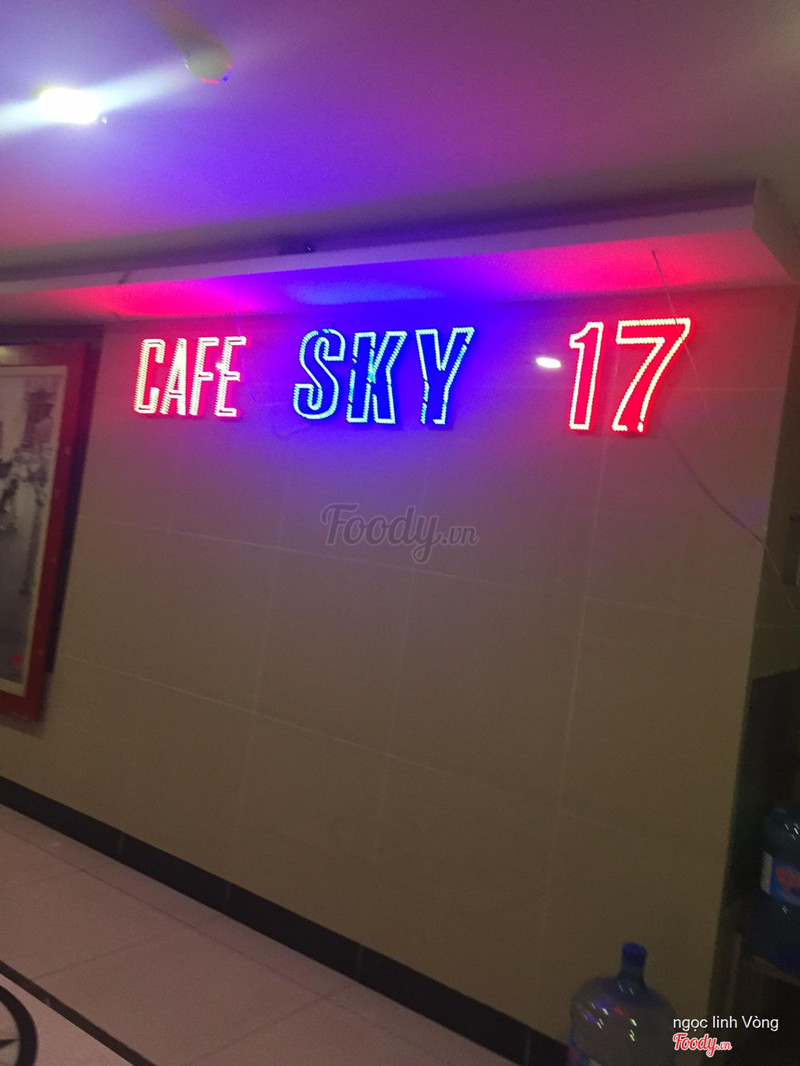 CAFE SKY 17
Foody.vn
ngọc linh Vòng
Foody.vn